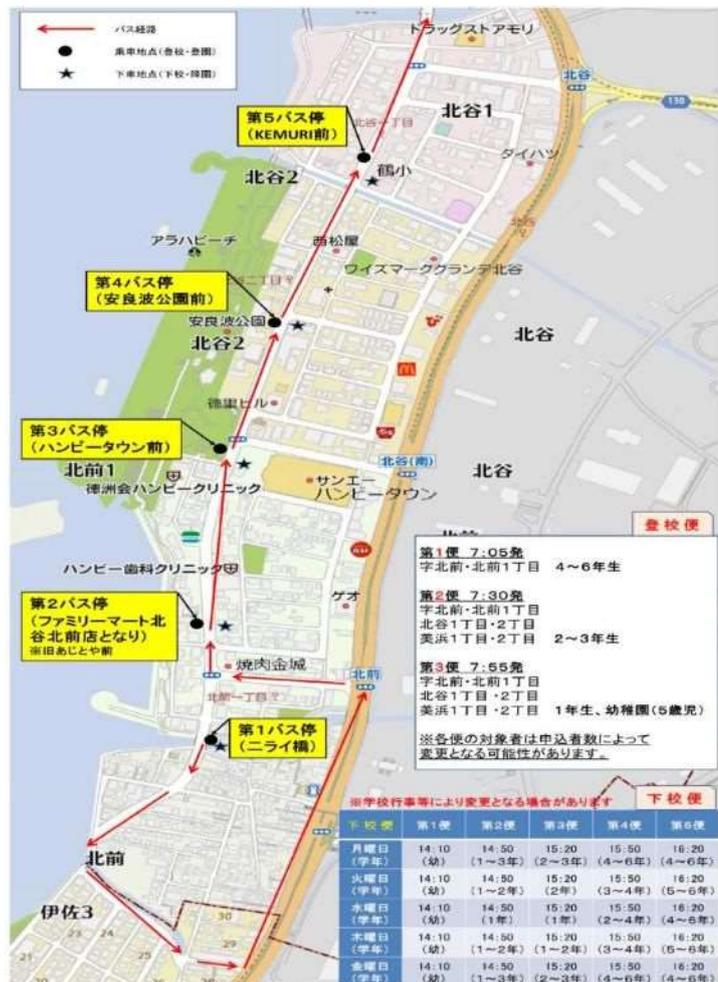 バス経路
乗車地点(登校・登園)
下車地点(下校・降園)
トラッグストアモリ
北谷
130
北谷1
第5バス停
(KEMURI前)
北谷一丁目
ダイハツ
鶴小
北谷2
北谷
西松屋
アラハビーチ
ワイズマークグランデ北谷
第4バス停
(安良波公園前)
二丁目
安良波公園
北谷2
北谷
徳里ビル
第3バス停
(ハンビータウン前)
北前1
徳洲会ハンビークリニック
北谷(南)
サンエー
ハンビータウン
北谷
ハンビー歯科クリニック
ゲオ
第2バス停
(ファミリーマート北
谷北前店となり)
※旧あじとや前
焼肉金城
北前
北前一丁目
第1バス停
(ニライ橋)
登校便
第1便 7:05発
字北前・北前1丁目 4~6年生
第2便 7:30発
字北前・北前1丁目
北谷1丁目・2丁目
美浜1丁目・2丁目 2~3年生
第3便 7:55発
字北前・北前1丁目
北谷1丁目・2丁目
美浜1丁目・2丁目 1年生、幼稚園(5歳児)
※各便の対象者は申込者数によって
変更となる可能性があります。
北前
伊佐3
30
29
28
25
22
21
26
※学校行事等により変更となる場合があります
下校便
下校便 第1便 第2便 第3便 第4便 第5便
月曜日 14:10 14:50 15:20 15:50 16:20
(学年) (幼) (1~3年) (2~3年) (4~6年) (4~6年)
火曜日 14:10 14:50 15:20 15:50 16:20
(学年) (幼) (1~2年) (2年) (3~4年) (5~6年)
水曜日 14:10 14:50 15:20 15:50 16:20
(学年) (幼) (1年) (1年) (2~4年) (4~6年)
木曜日 14:10 14:50 15:20 15:50 16:20
(学年) (幼) (1~2年) (1~2年) (3~4年) (5~6年)
金曜日 14:10 14:50 15:20 15:50 16:20
(学年) (幼) (1~3年) (2~3年) (4~6年) (4~6年)